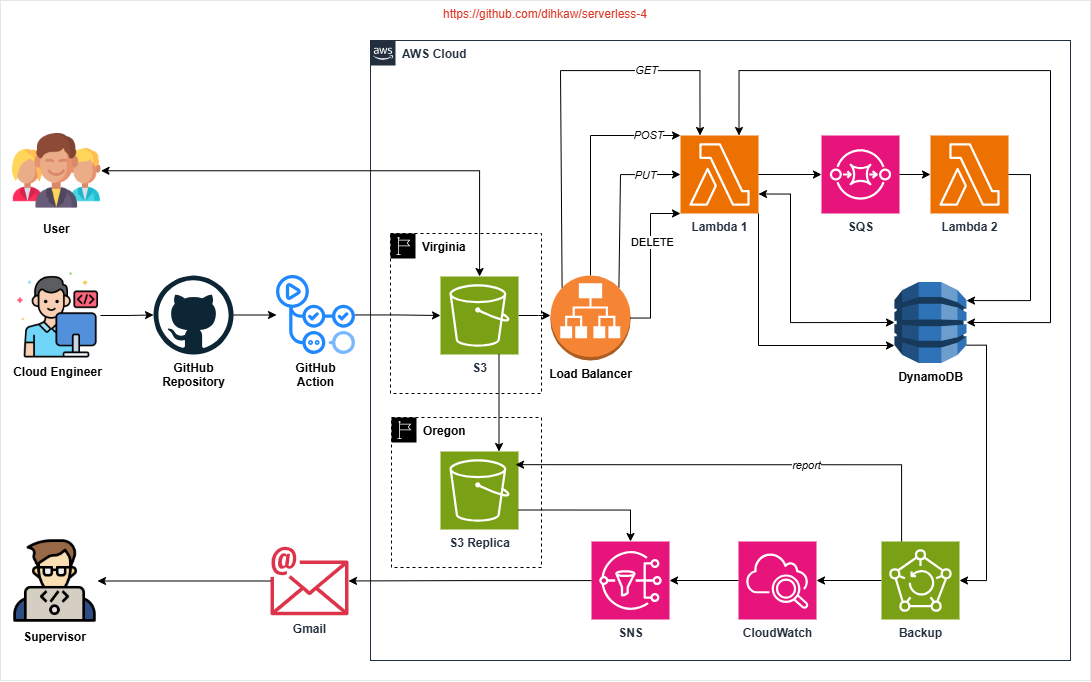 https://github.com/dihkaw/serverless-4
aws
AWS Cloud
GET
POST
PUT
DELETE
Lambda 1
SQS
Lambda 2
User
Virginia
S3
Load Balancer
Cloud Engineer
GitHub
Repository
GitHub
Action
DynamoDB
Oregon
S3 Replica
report
Supervisor
@
Gmail
SNS
CloudWatch
Backup